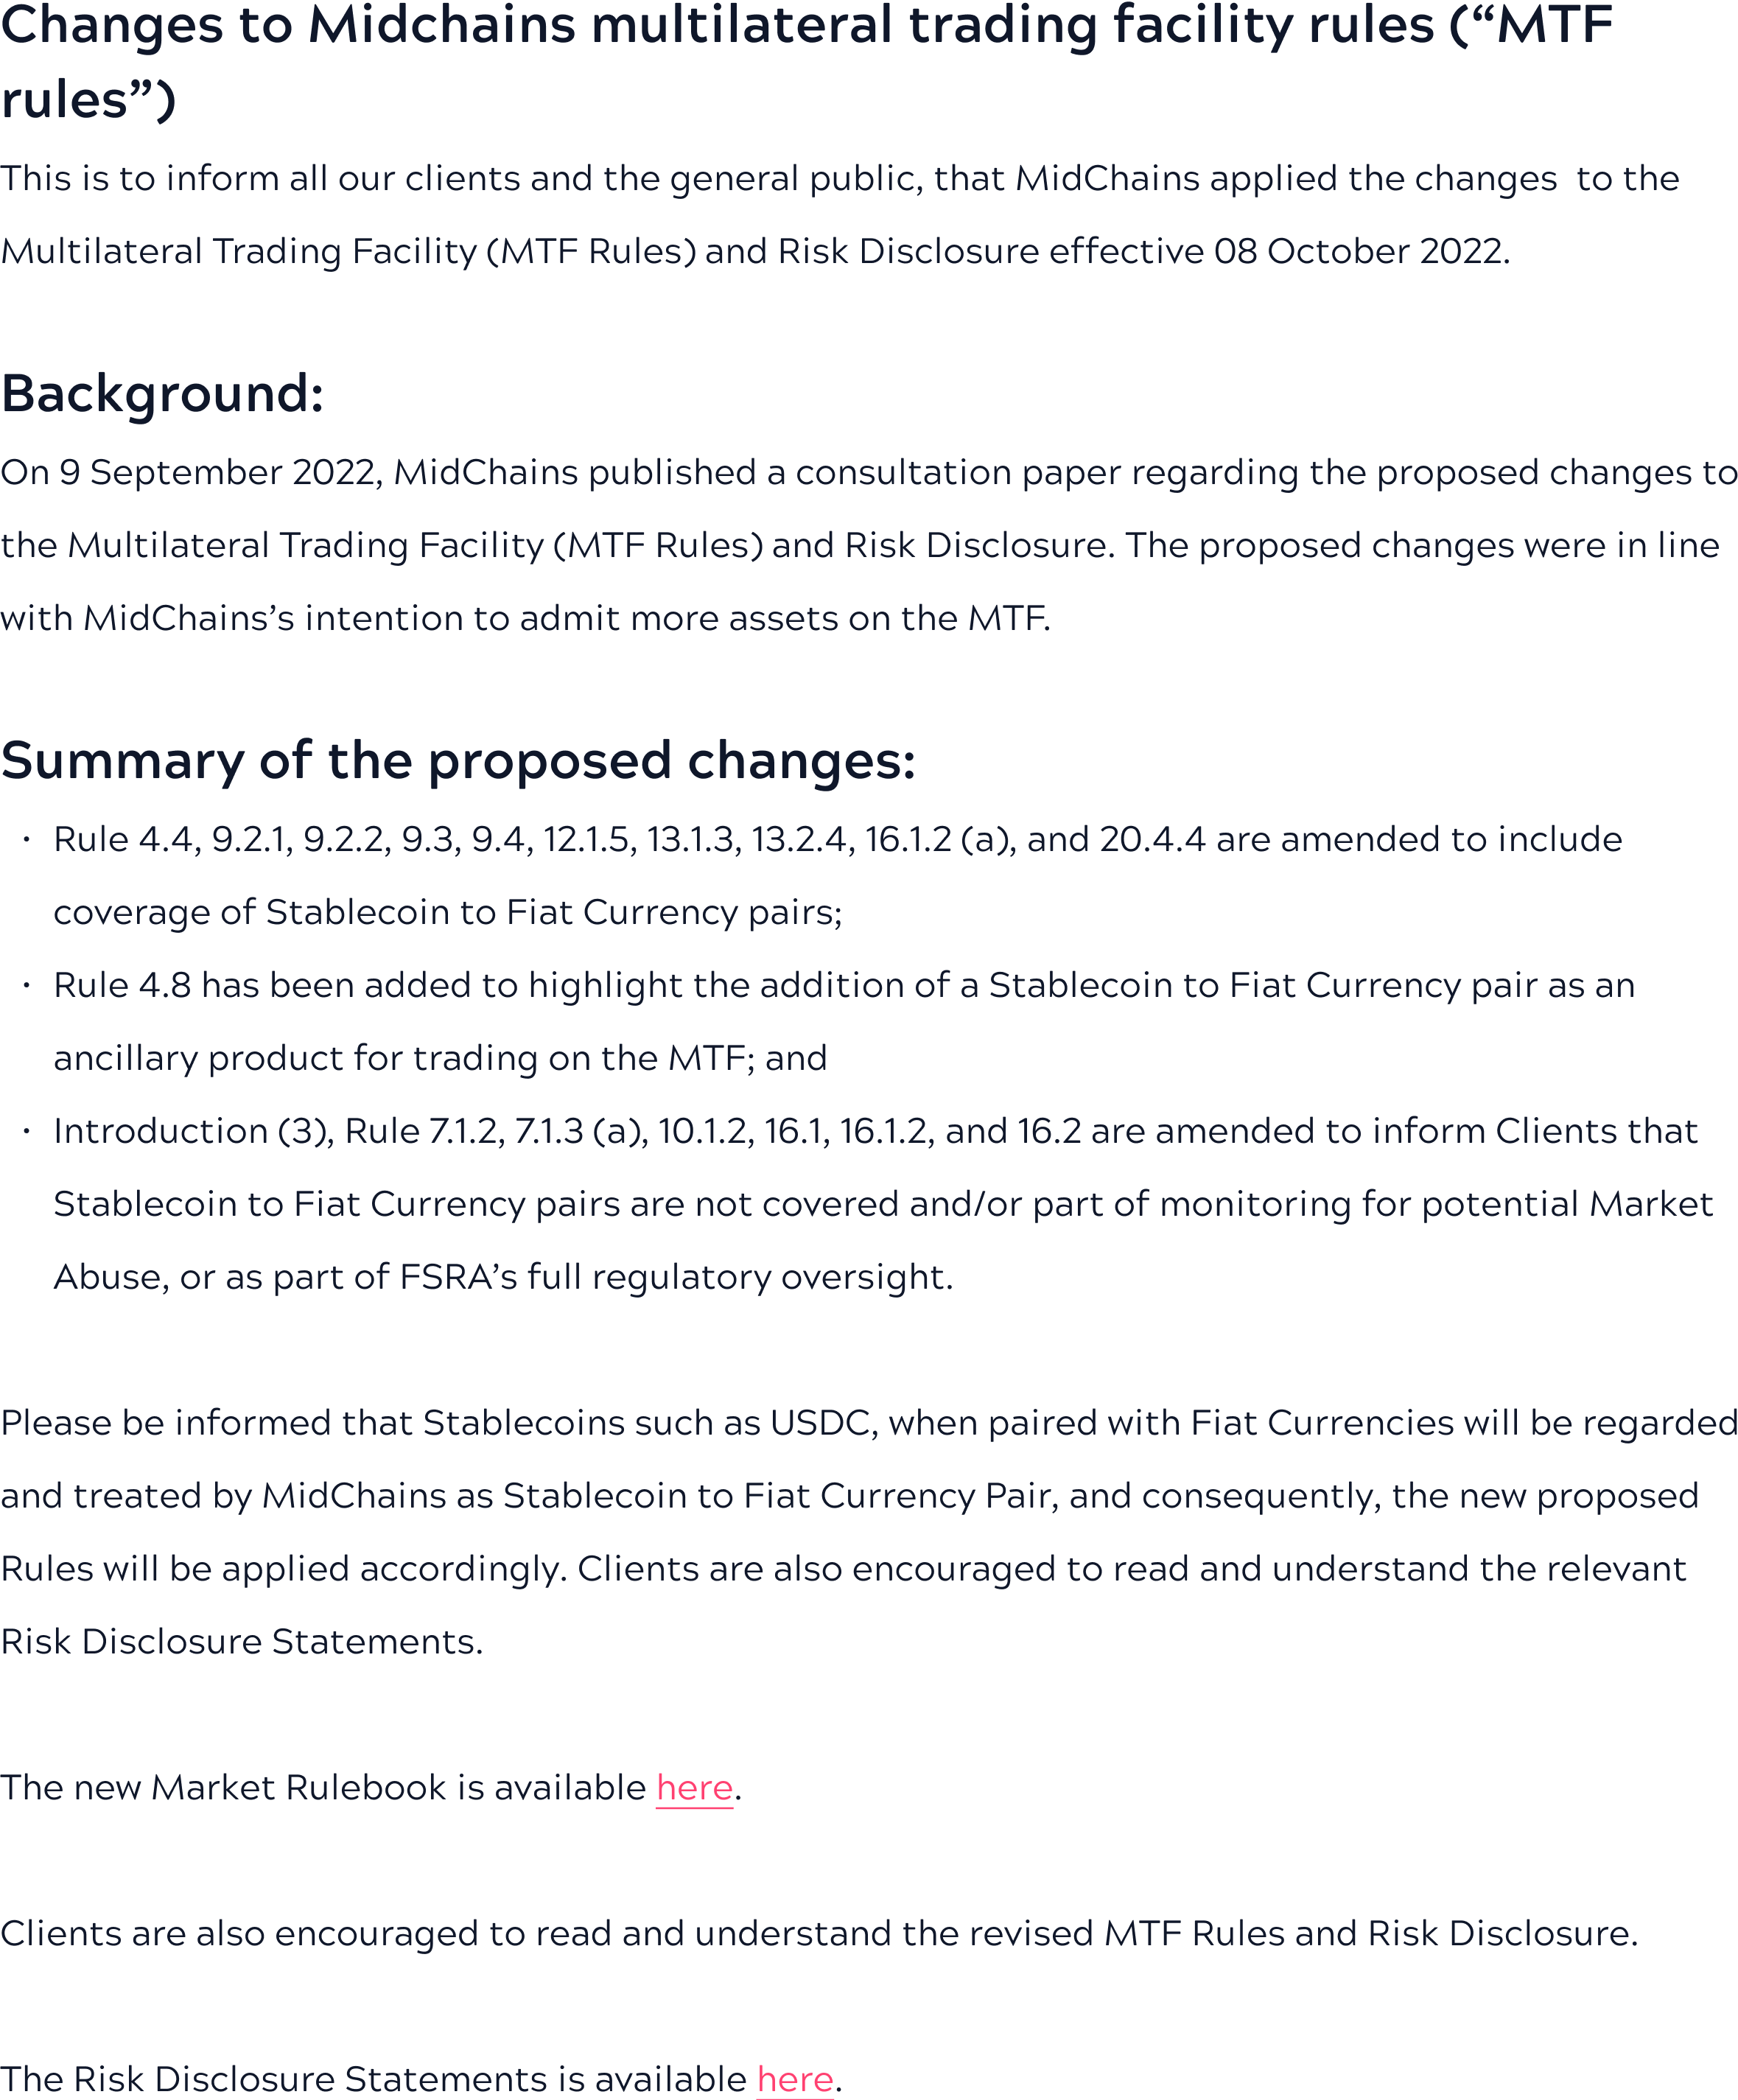 Changes to Midchains multilateral trading facility rules (“MTF
rules”)
This is to inform all our clients and the general public, that MidChains applied the changes  to the
Multilateral Trading Facility (MTF Rules) and Risk Disclosure effective 08 October 2022.
Background:
On 9 September 2022, MidChains published a consultation paper regarding the proposed changes to
the Multilateral Trading Facility (MTF Rules) and Risk Disclosure. The proposed changes were in line
with MidChains’s intention to admit more assets on the MTF.
Summary of the proposed changes:
• Rule 4.4, 9.2.1, 9.2.2, 9.3, 9.4, 12.1.5, 13.1.3, 13.2.4, 16.1.2 (a), and 20.4.4 are amended to include
coverage of Stablecoin to Fiat Currency pairs;
• Rule 4.8 has been added to highlight the addition of a Stablecoin to Fiat Currency pair as an
ancillary product for trading on the MTF; and
• Introduction (3), Rule 7.1.2, 7.1.3 (a), 10.1.2, 16.1, 16.1.2, and 16.2 are amended to inform Clients that
Stablecoin to Fiat Currency pairs are not covered and/or part of monitoring for potential Market
Abuse, or as part of FSRA’s full regulatory oversight.
Please be informed that Stablecoins such as USDC, when paired with Fiat Currencies will be regarded
and treated by MidChains as Stablecoin to Fiat Currency Pair, and consequently, the new proposed
Rules will be applied accordingly. Clients are also encouraged to read and understand the relevant
Risk Disclosure Statements.
The new Market Rulebook is available here.
Clients are also encouraged to read and understand the revised MTF Rules and Risk Disclosure.
The Risk Disclosure Statements is available here.